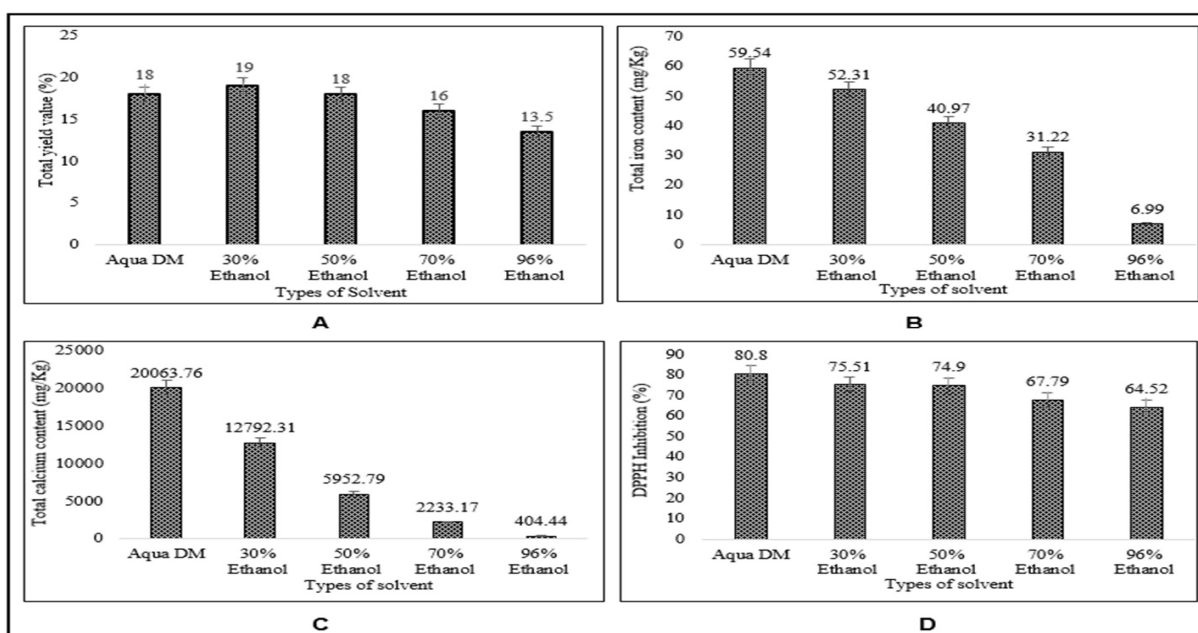 Total yield value (%)
25
20
15
10
5
0
18
19
18
16
13.5
Aqua DM
30%
Ethanol
50%
Ethanol
70%
Ethanol
96%
Ethanol
Types of Solvent
A
Total iron content (mg/Kg)
70
60
50
40
30
20
10
0
59.54
52.31
40.97
31.22
6.99
Aqua DM
30%
Ethanol
50%
Ethanol
70%
Ethanol
96%
Ethanol
Types of solvent
B
Total calcium content (mg/Kg)
25000
20000
15000
10000
5000
0
20063.76
12792.31
5952.79
2233.17
404.44
Aqua DM
30%
Ethanol
50%
Ethanol
70%
Ethanol
96%
Ethanol
Types of solvent
C
DPPH Inhibition (%)
90
80
70
60
50
40
30
20
10
0
80.8
75.51
74.9
67.79
64.52
Aqua DM
30%
Ethanol
50%
Ethanol
70%
Ethanol
96%
Ethanol
Types of solvent
D